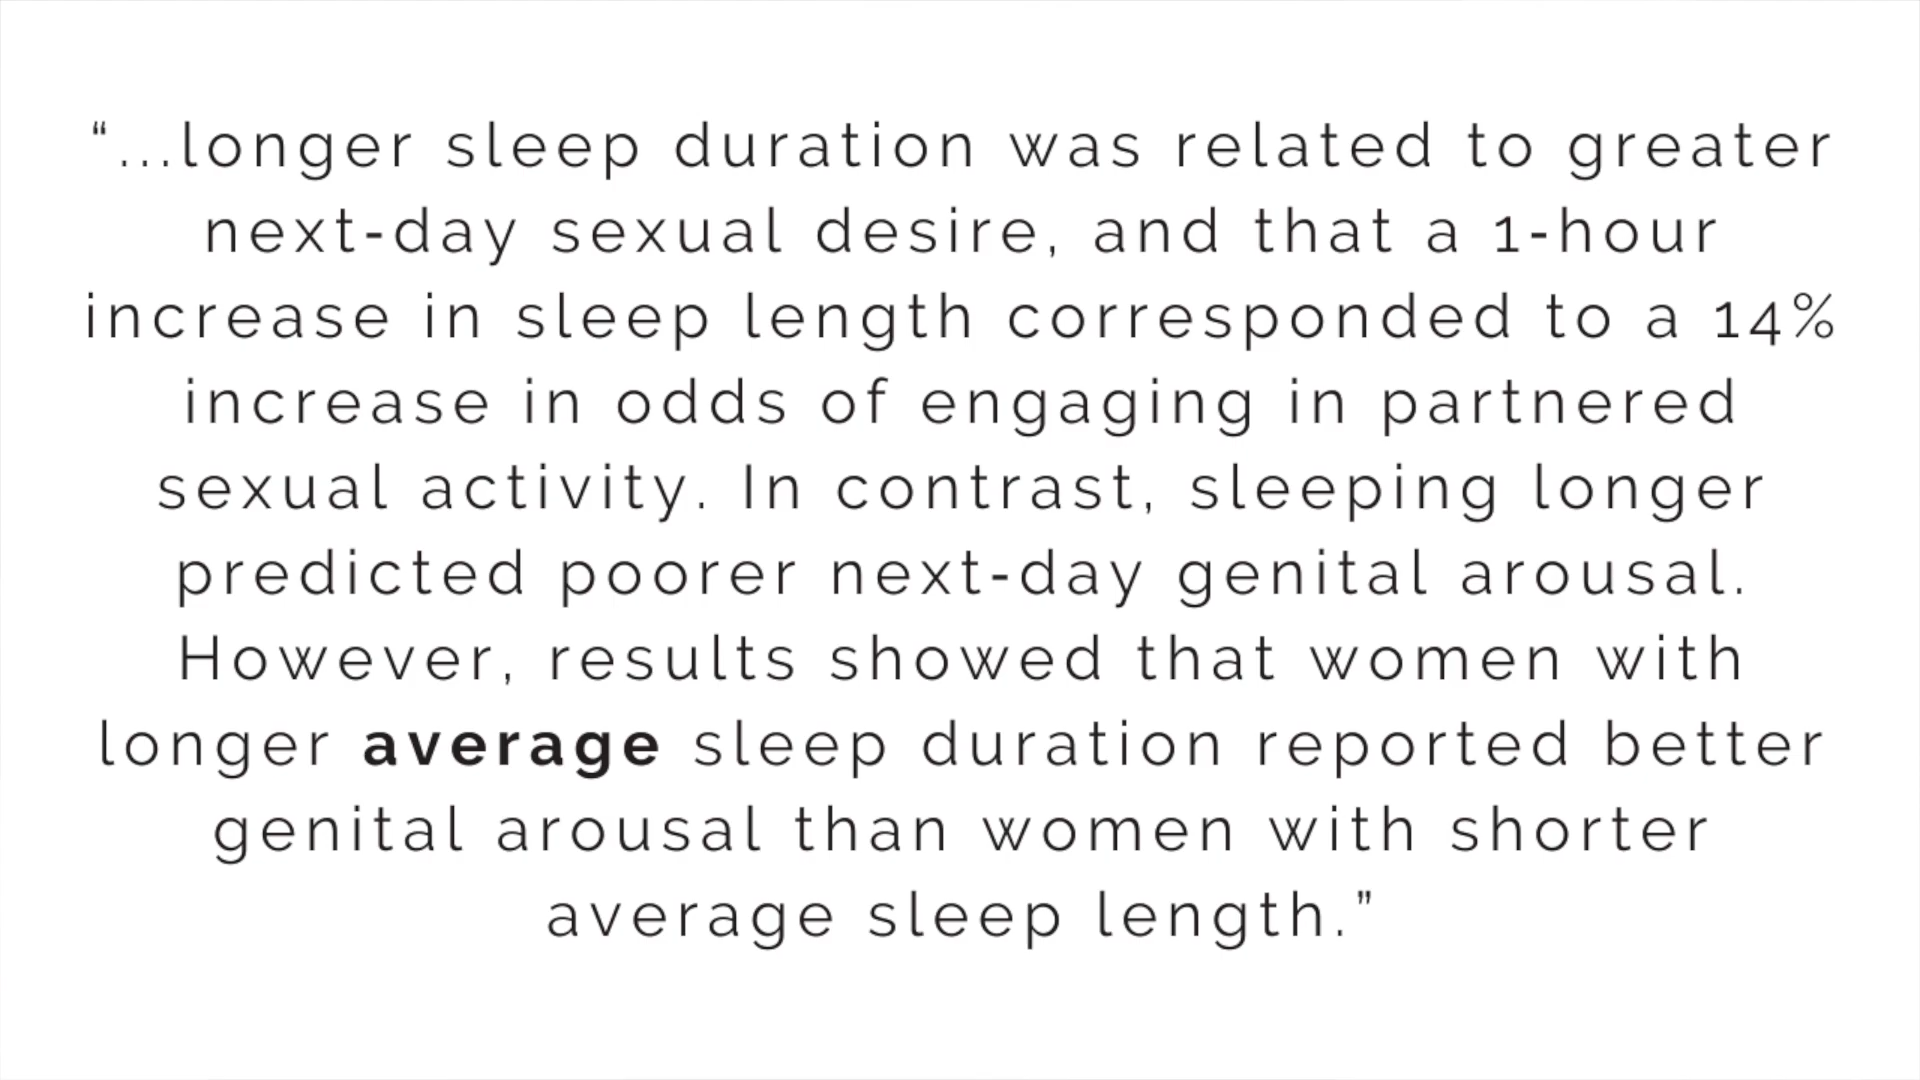 “...longer sleep duration was related to greater
next-day sexual desire, and that a 1-hour
increase in sleep length corresponded to a 14%
increase in odds of engaging in partnered
sexual activity. In contrast, sleeping longer
predicted poorer next-day genital arousal.
However, results showed that women with
longer average sleep duration reported better
genital arousal than women with shorter
average sleep length.”